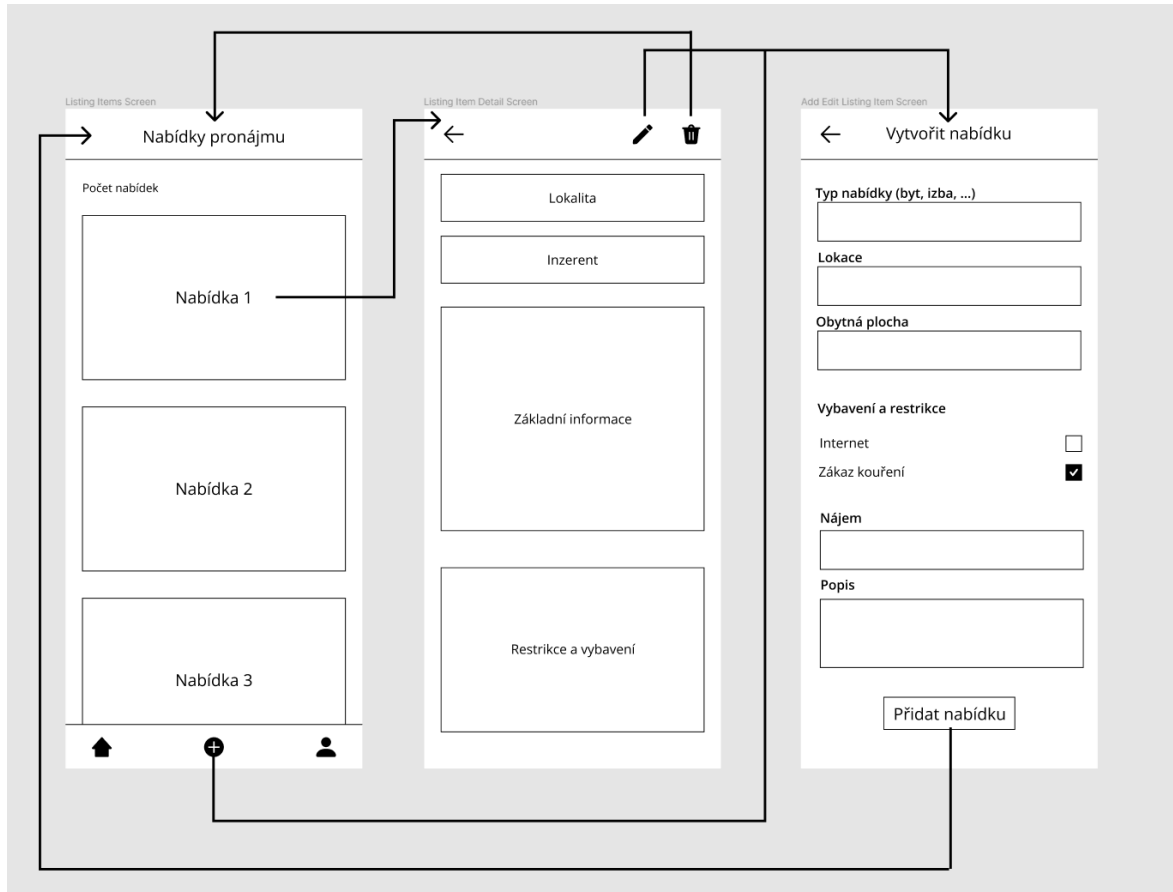 Listing Items Screen
Nabídky pronájmu
Počet nabídek
Nabídka 1
Nabídka 2
Nabídka 3
Listing Item Detail Screen
Lokalita
Inzerent
Základní informace
Restrikce a vybavení
Add Edit Listing Item Screen
Vytvořit nabídku
Typ nabídky (byt, izba, ...)
Lokace
Obytná plocha
Vybavení a restrikce
Internet
Zákaz kouření
Nájem
Popis
Přidat nabídku